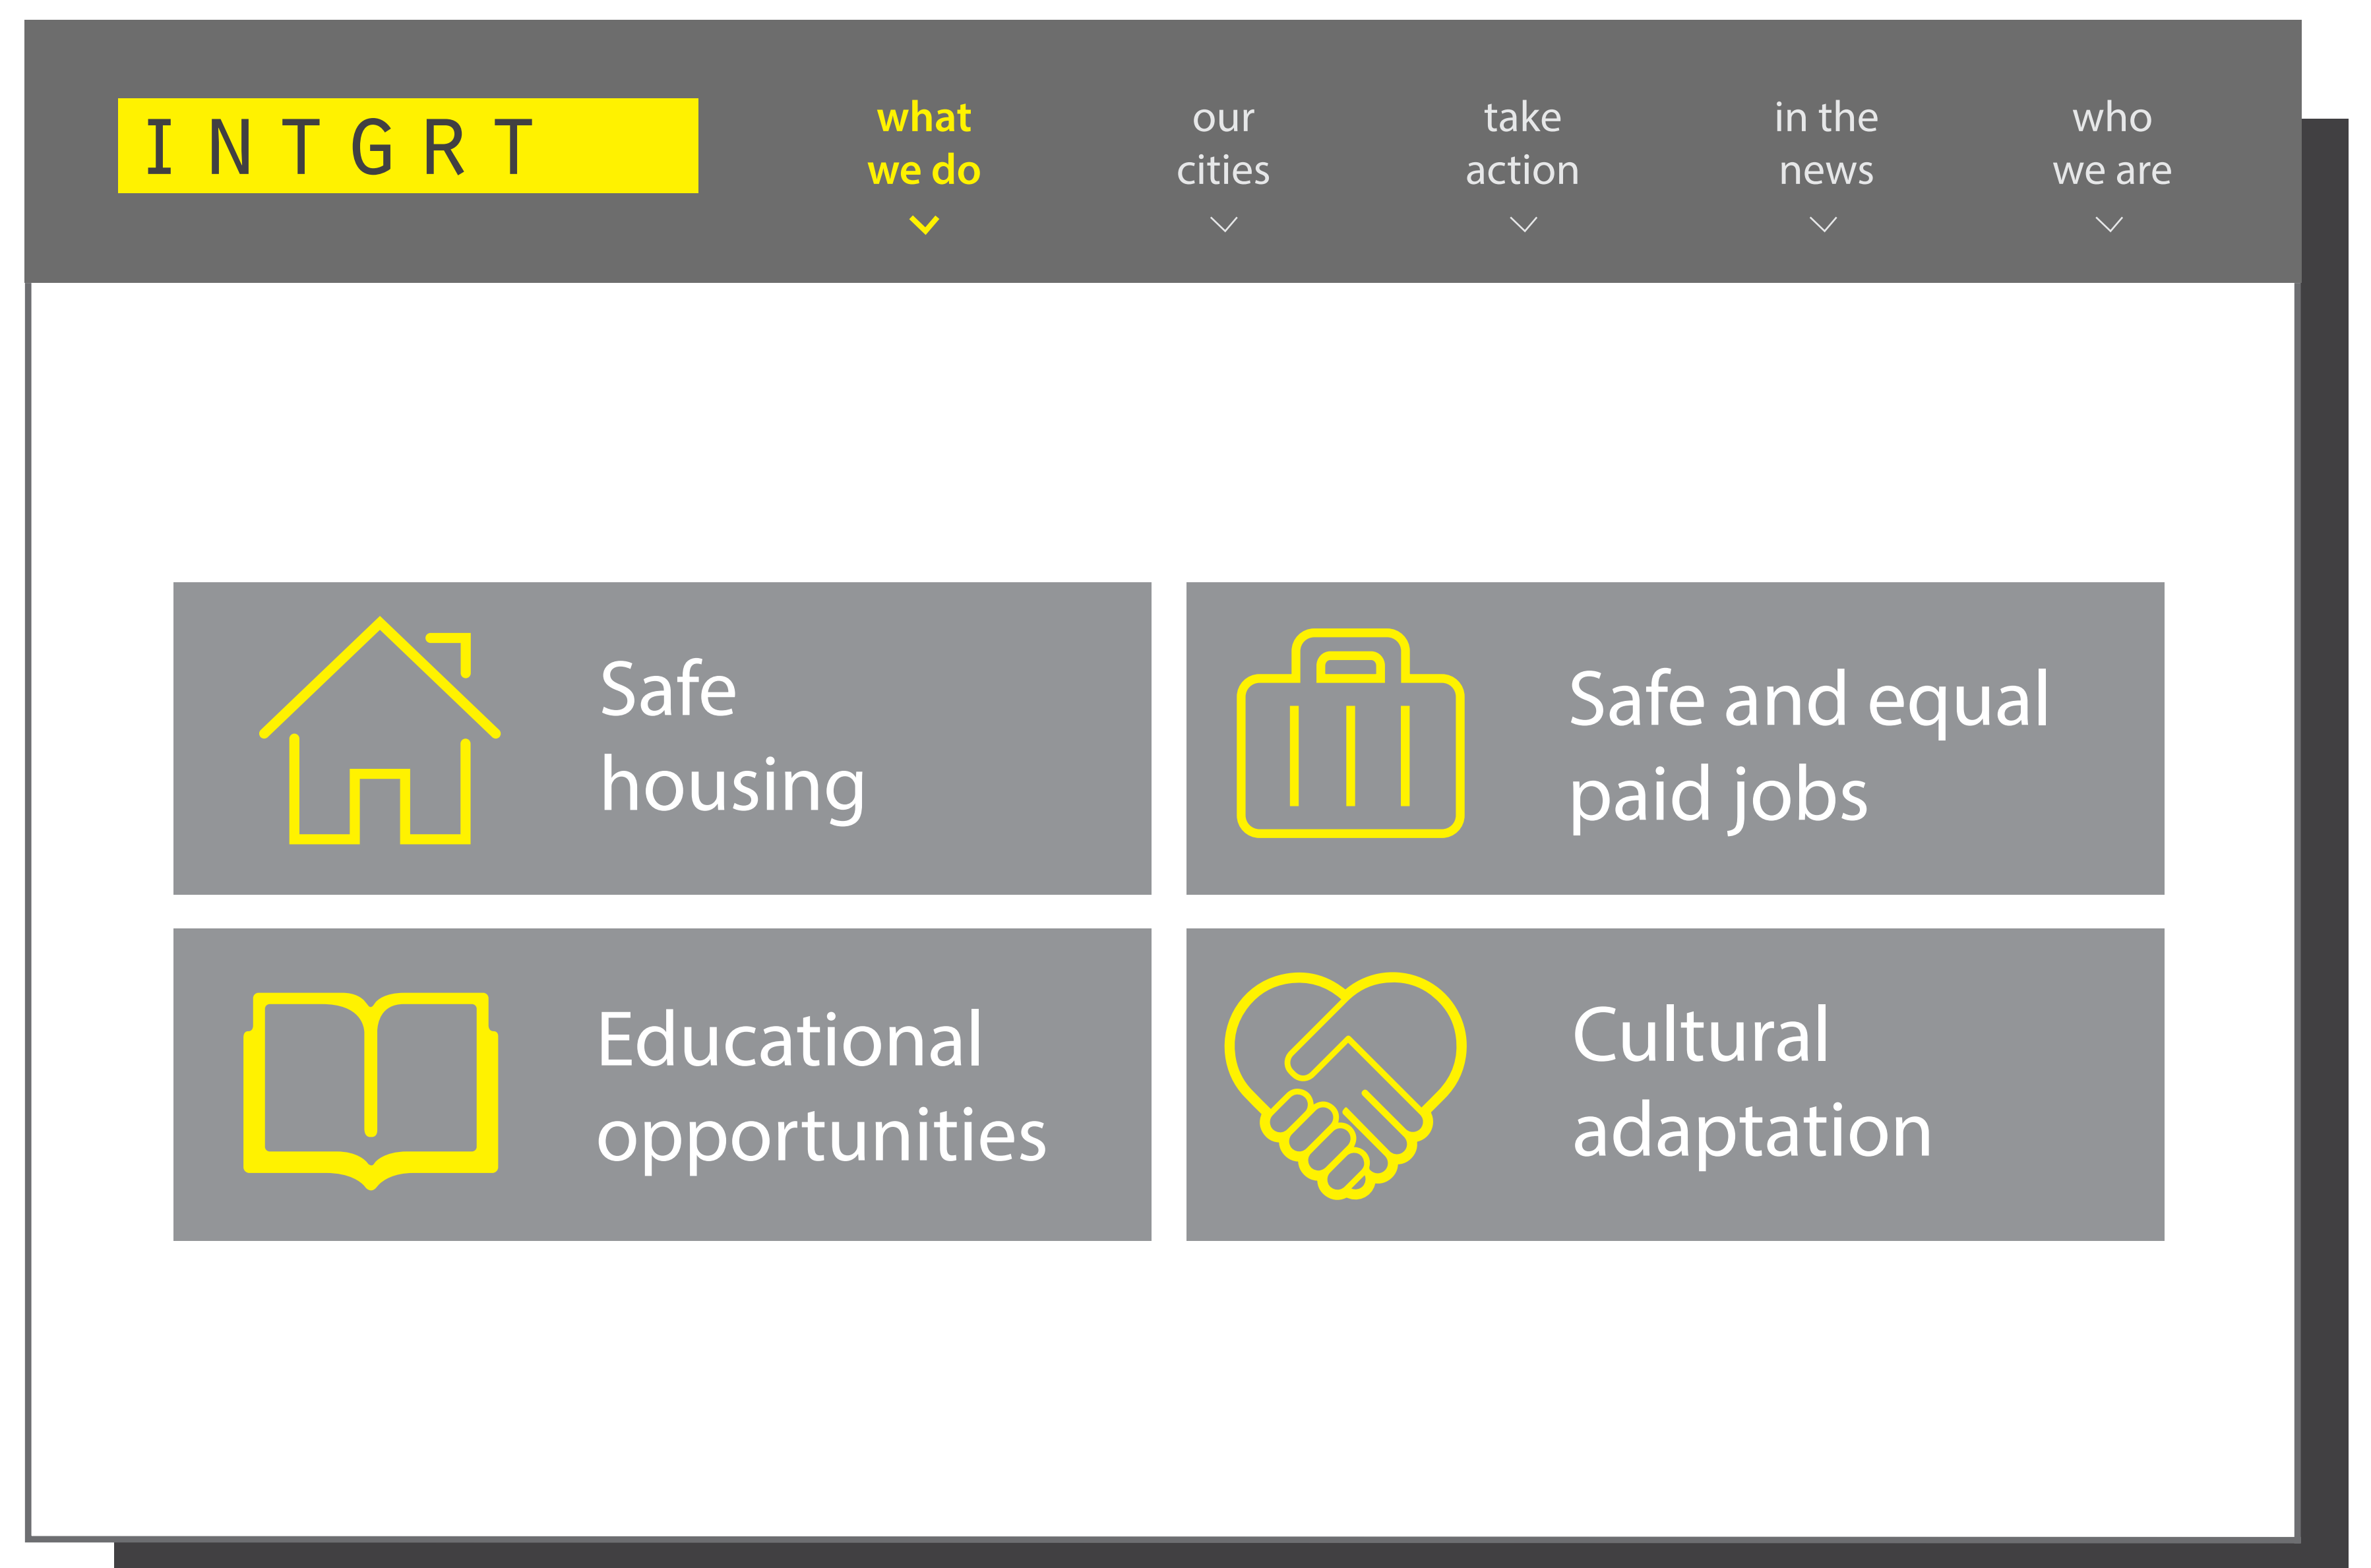 INTGRT
what
we do
our
cities
take
action
in the
news
who
we are
Safe
housing
Safe and equal
paid jobs
Educational
opportunities
Cultural
adaptation